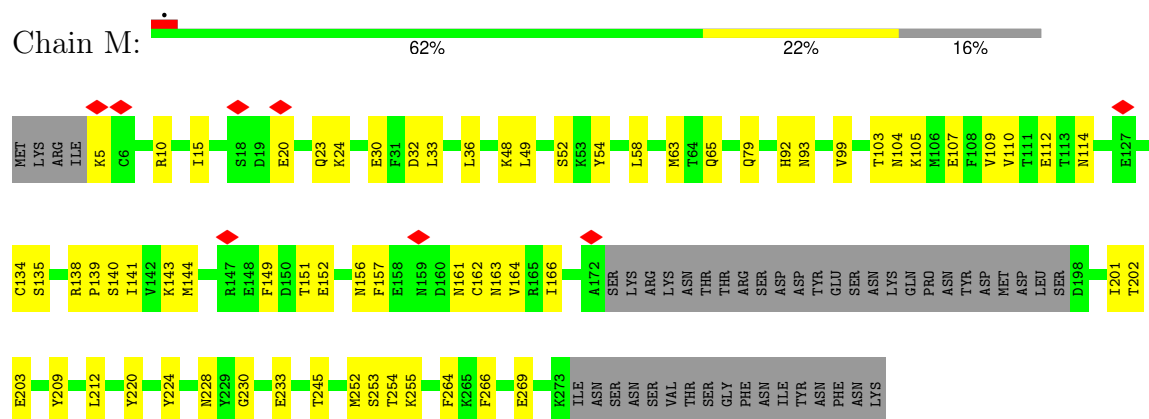 Chain M:
62% 22% 16%
MET LYS ARG ILE K5 C6 R10 I15 S18 D19 E20 Q23 K24 E30 F31 D32 L33 L36 K48 L49 S52 K53 Y54 L58 M63 T64 Q65 Q79 H92 N93 V99 T103 N104 K105 M106 E107 F108 V109 V110 T111 E112 T113 N114 E127
C134 S135 R138 P139 S140 I141 V142 K143 M144 R147 E148 F149 D150 T151 E152 N156 F157 E158 N159 D160 N161 C162 N163 V164 R165 I166 A172 SER LYS ARG LYS ASN THR THR ARG SER ASP ASP TYR GLU SER ASN LYS GLN PRO ASN TYR ASP MET ASP LEU SER D198 I201 T202
E203 Y209 L212 Y220 Y224 N228 Y229 G230 E233 T245 M252 S253 T254 K255 F264 K265 F266 E269 K273 ILE ASN SER ASN SER VAL THR SER GLY PHE ASN ILE TYR ASN PHE ASN LYS